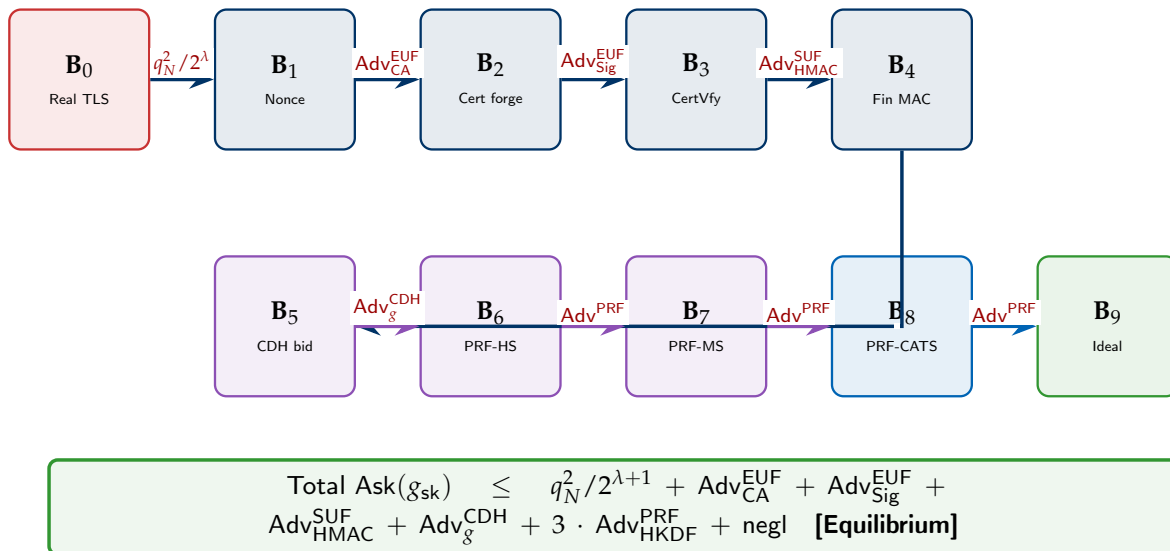 B₀
Real TLS
q_N^2/2^λ
B₁
Nonce
Adv_CA^EUF
B₂
Cert forge
Adv_Sig^EUF
B₃
CertVfy
Adv_HMAC^SUF
B₄
Fin MAC
B₅
CDH bid
Adv_g^CDH
B₆
PRF-HS
Adv^PRF
B₇
PRF-MS
Adv^PRF
B₈
PRF-CATS
Adv^PRF
B₉
Ideal
Total Ask(g_sk) ≤ q_N^2/2^{λ+1} + Adv_CA^EUF + Adv_Sig^EUF +
Adv_HMAC^SUF + Adv_g^CDH + 3 · Adv_HKDF^PRF + negl [Equilibrium]